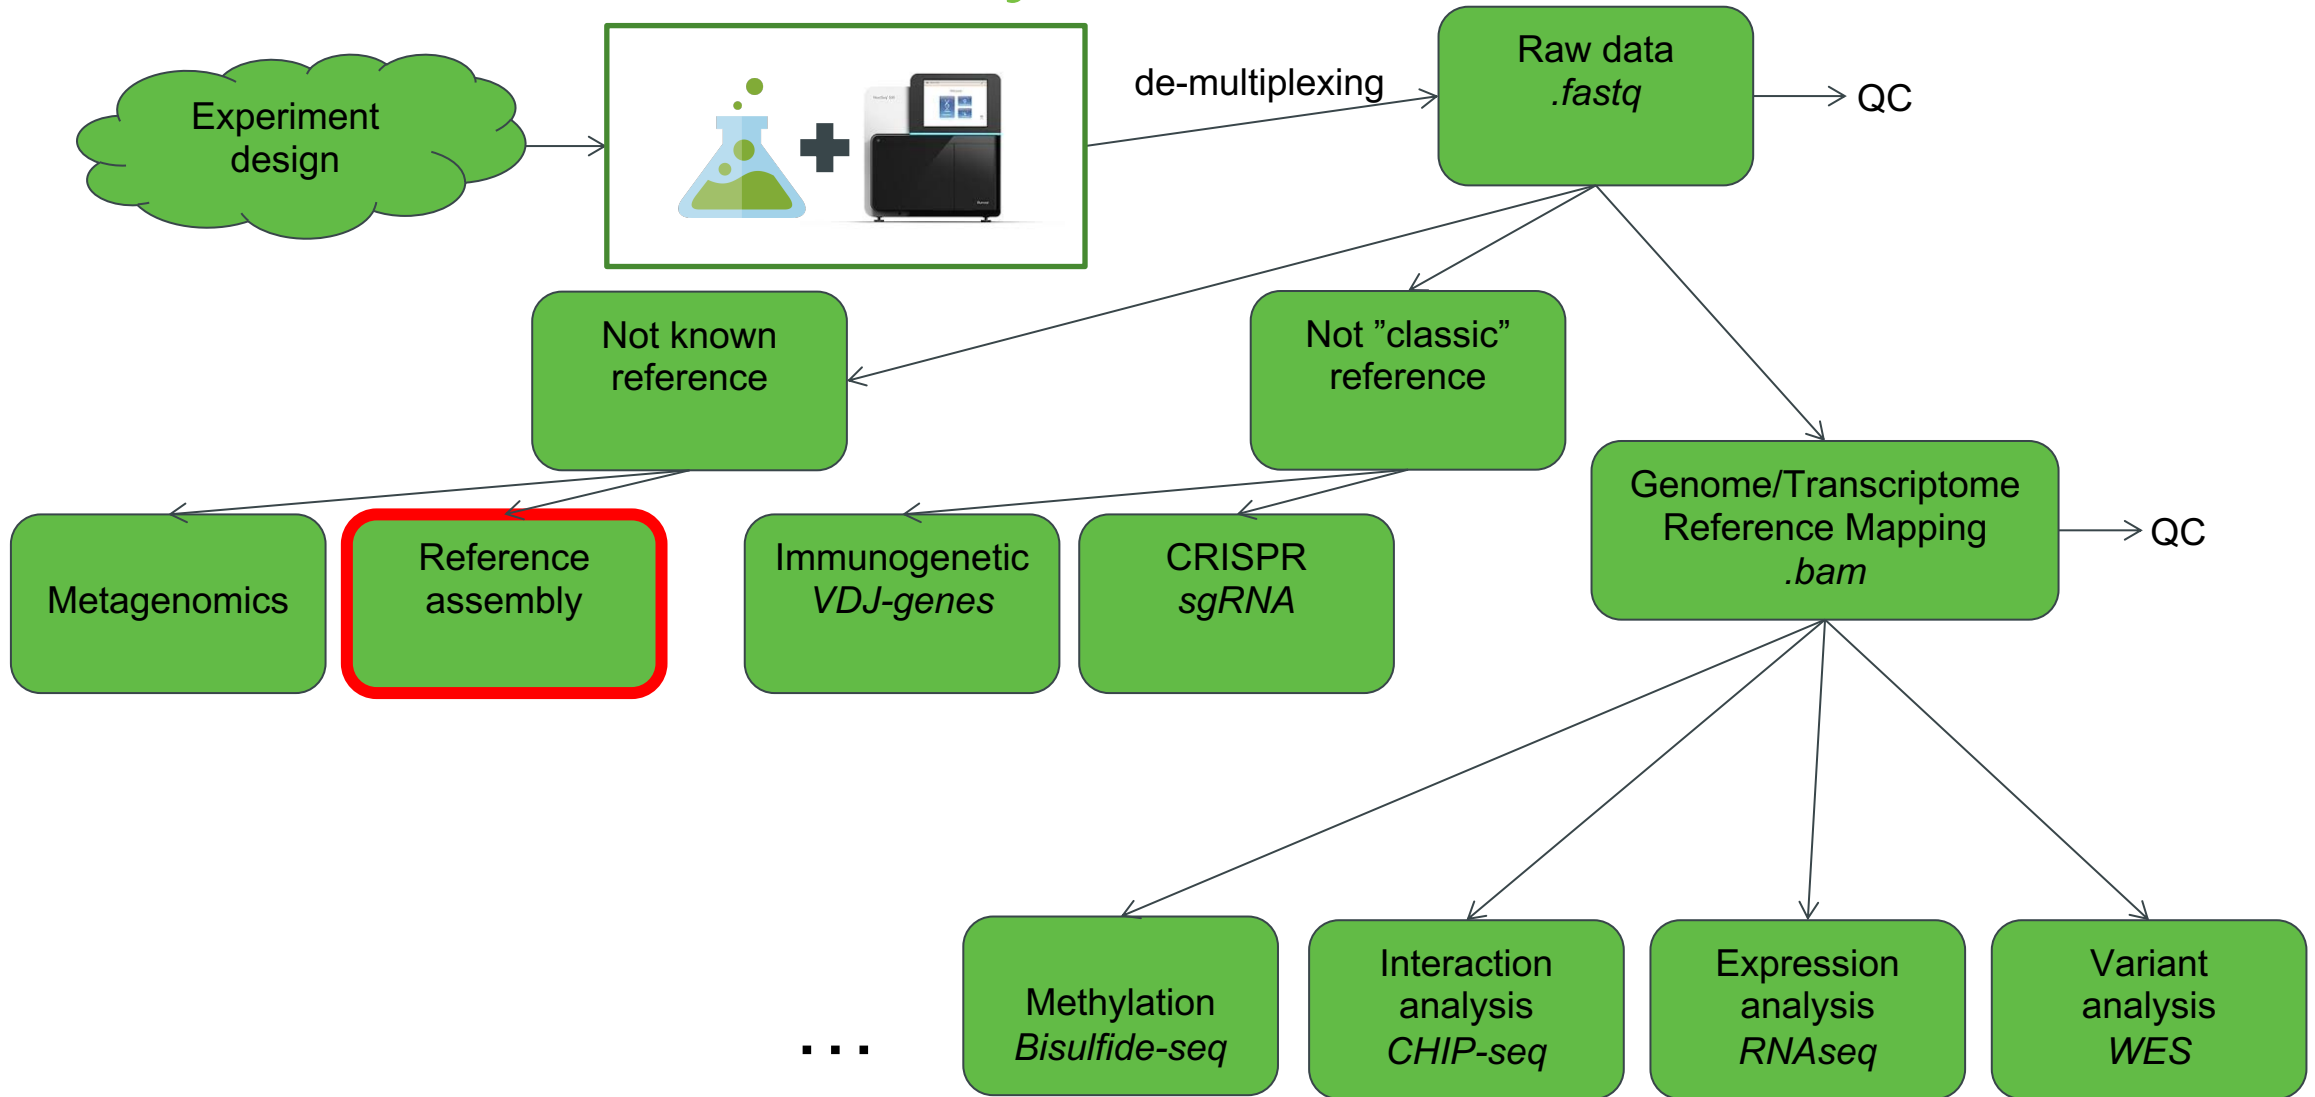 Experiment
design
de-multiplexing
Raw data
.fastq
QC
Not known
reference
Not ”classic”
reference
Genome/Transcriptome
Reference Mapping
.bam
QC
Metagenomics
Reference
assembly
Immunogenetic
VDJ-genes
CRISPR
sgRNA
...
Methylation
Bisulfide-seq
Interaction
analysis
CHIP-seq
Expression
analysis
RNAseq
Variant
analysis
WES